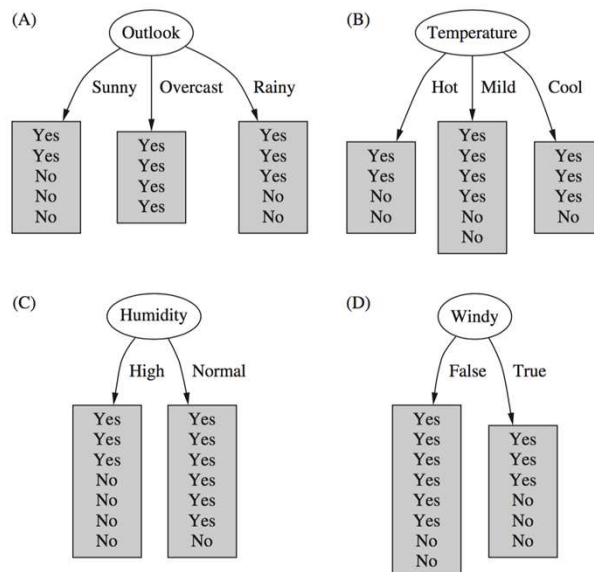 (A)
Outlook
Sunny Overcast Rainy
Yes
Yes
No
No
No
Yes
Yes
Yes
Yes
Yes
Yes
Yes
No
No
(B)
Temperature
Hot Mild Cool
Yes
Yes
No
No
Yes
Yes
Yes
Yes
No
No
Yes
Yes
Yes
No
(C)
Humidity
High Normal
Yes
Yes
Yes
No
No
No
No
Yes
Yes
Yes
Yes
Yes
Yes
No
(D)
Windy
False True
Yes
Yes
Yes
Yes
Yes
Yes
No
No
Yes
Yes
Yes
No
No
No